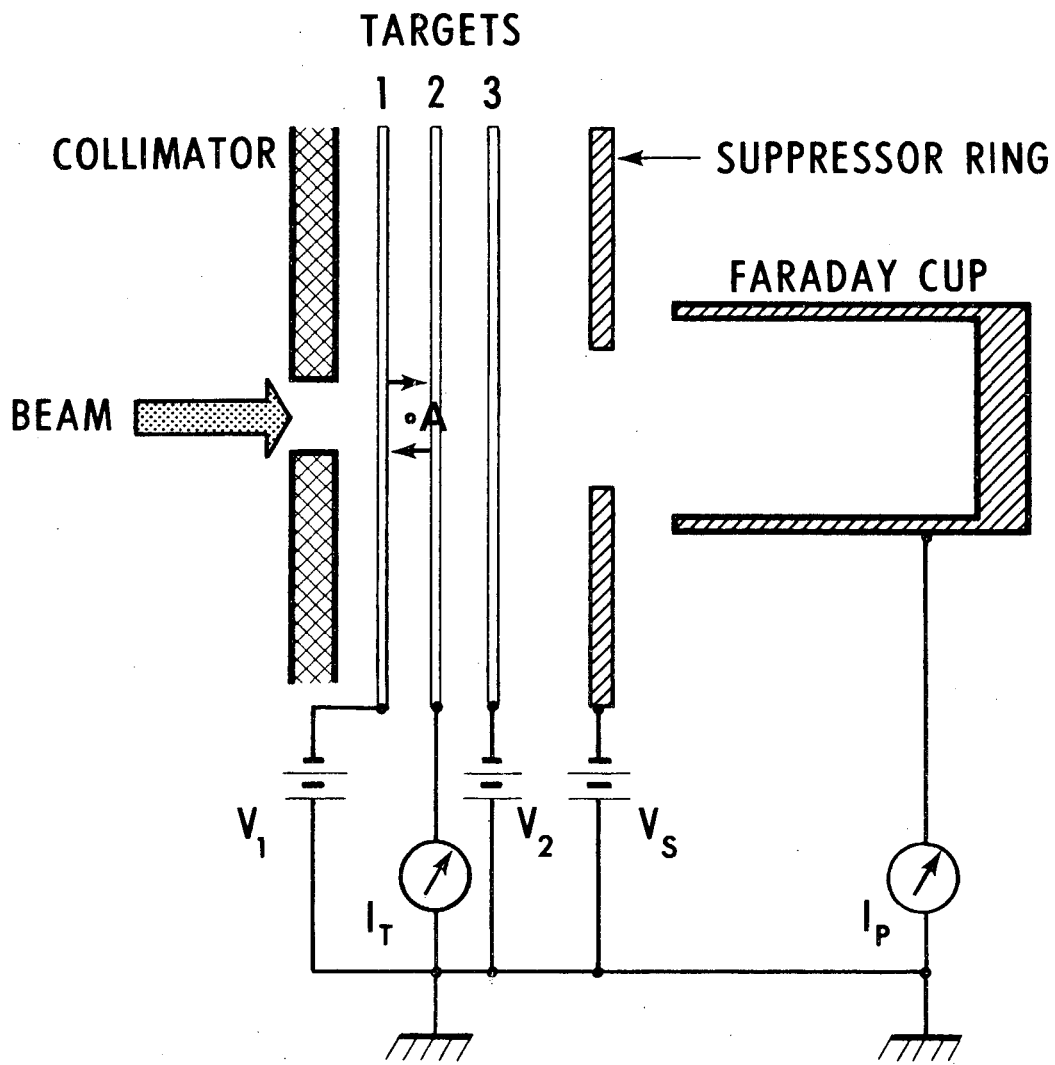 TARGETS
1 2 3
COLLIMATOR
SUPPRESSOR RING
FARADAY CUP
BEAM
A
V1
V2
VS
IT
IP